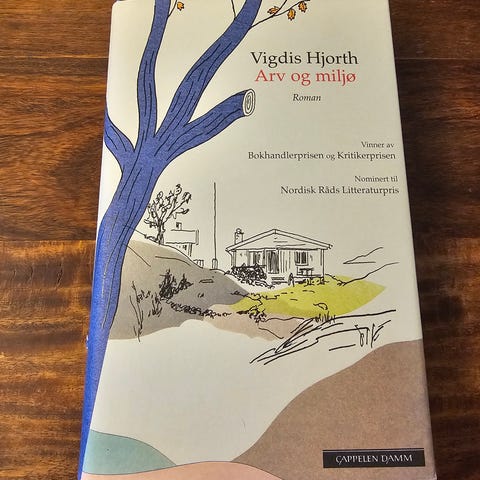 Vigdis Hjorth
Arv og miljø
Roman
Vinner av
Bokhandlerprisen og Kritikerprisen
Nominert til
Nordisk Råds Litteraturpris
CAPPELEN DAMM